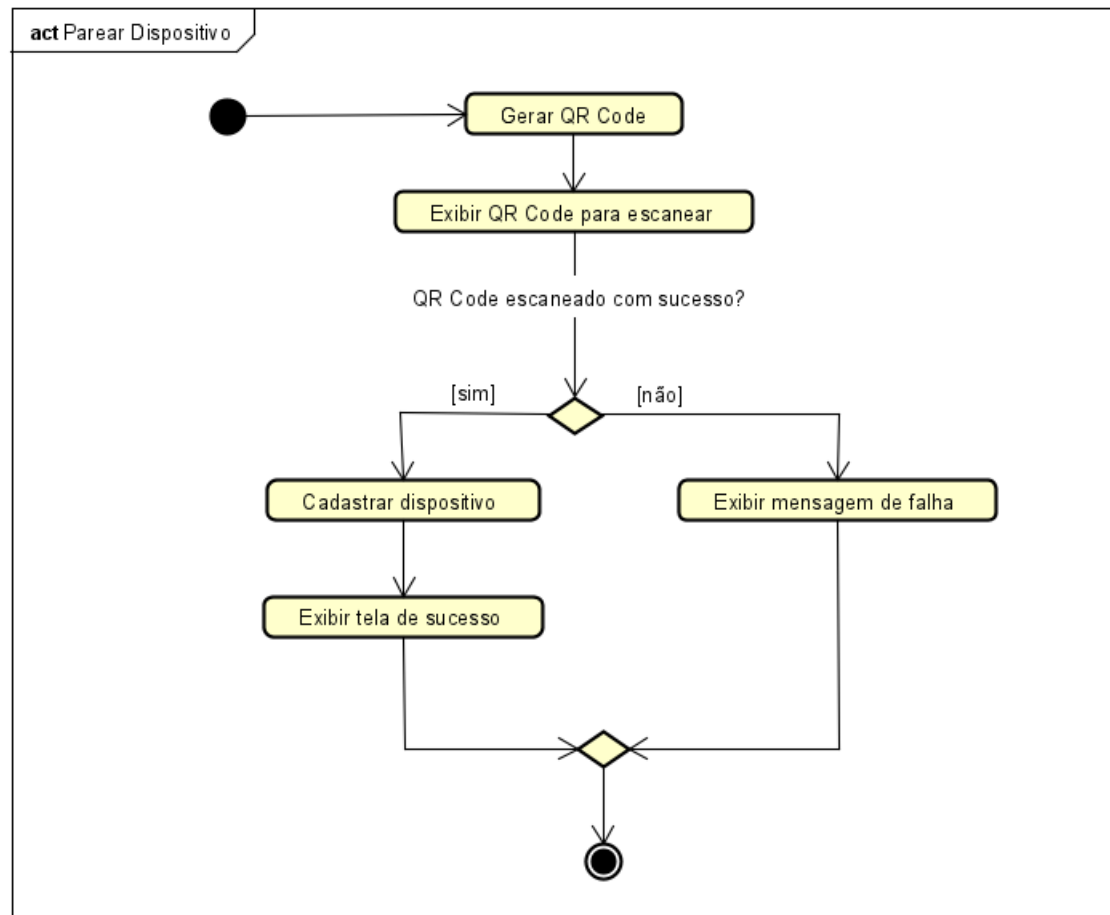 act Parear Dispositivo
Gerar QR Code
Exibir QR Code para escanear
QR Code escaneado com sucesso?
[sim]
[não]
Cadastrar dispositivo
Exibir mensagem de falha
Exibir tela de sucesso